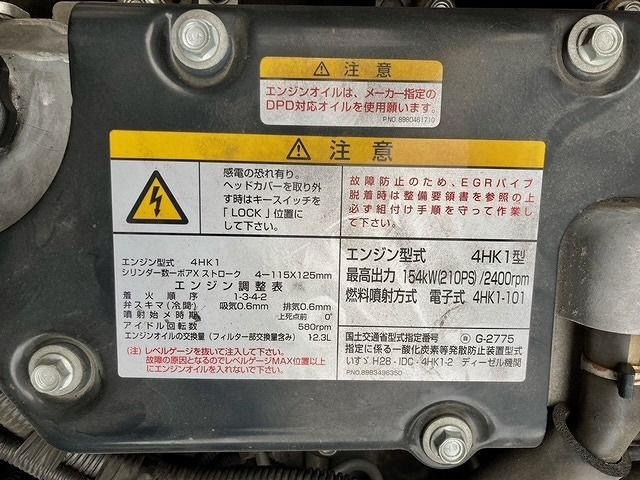 注意
エンジンオイルは、メーカー指定の
DPD対応オイルを使用願います。
P.NO. 8980461710
注意
感電の恐れ有り。
ヘッドカバーを取り外
す時はキースイッチを
「LOCK」位置に
して下さい。
故障防止のため、EGRパイプ
脱着時は整備要領書を参照の上
必ず組付け手順を守って作業し
て下さい。
エンジン型式 4HK1
シリンダー数―ボアXストローク 4―115X125mm
エンジン調整表
着火順序 1-3-4-2
弁スキマ(冷間) 吸気0.6mm 排気0.6mm
噴射始メ時期 上死点前 0°
アイドル回転数 580rpm
エンジンオイルの交換量(フィルター部交換量含む) 12.3L
(注) レベルゲージを抜いて注入して下さい。
故障の原因となるのでレベルゲージMAX位置以上
にエンジンオイルを入れないで下さい。
エンジン型式 4HK1型
最高出力 154kW(210PS)/2400rpm
燃料噴射方式 電子式 4HK1-101
国土交通省型式指定番号 G-2775
指定に係る一酸化炭素等発散防止装置型式
いすゞH28・IDC・4HK1-2 ディーゼル機関
P.NO. 8983496350